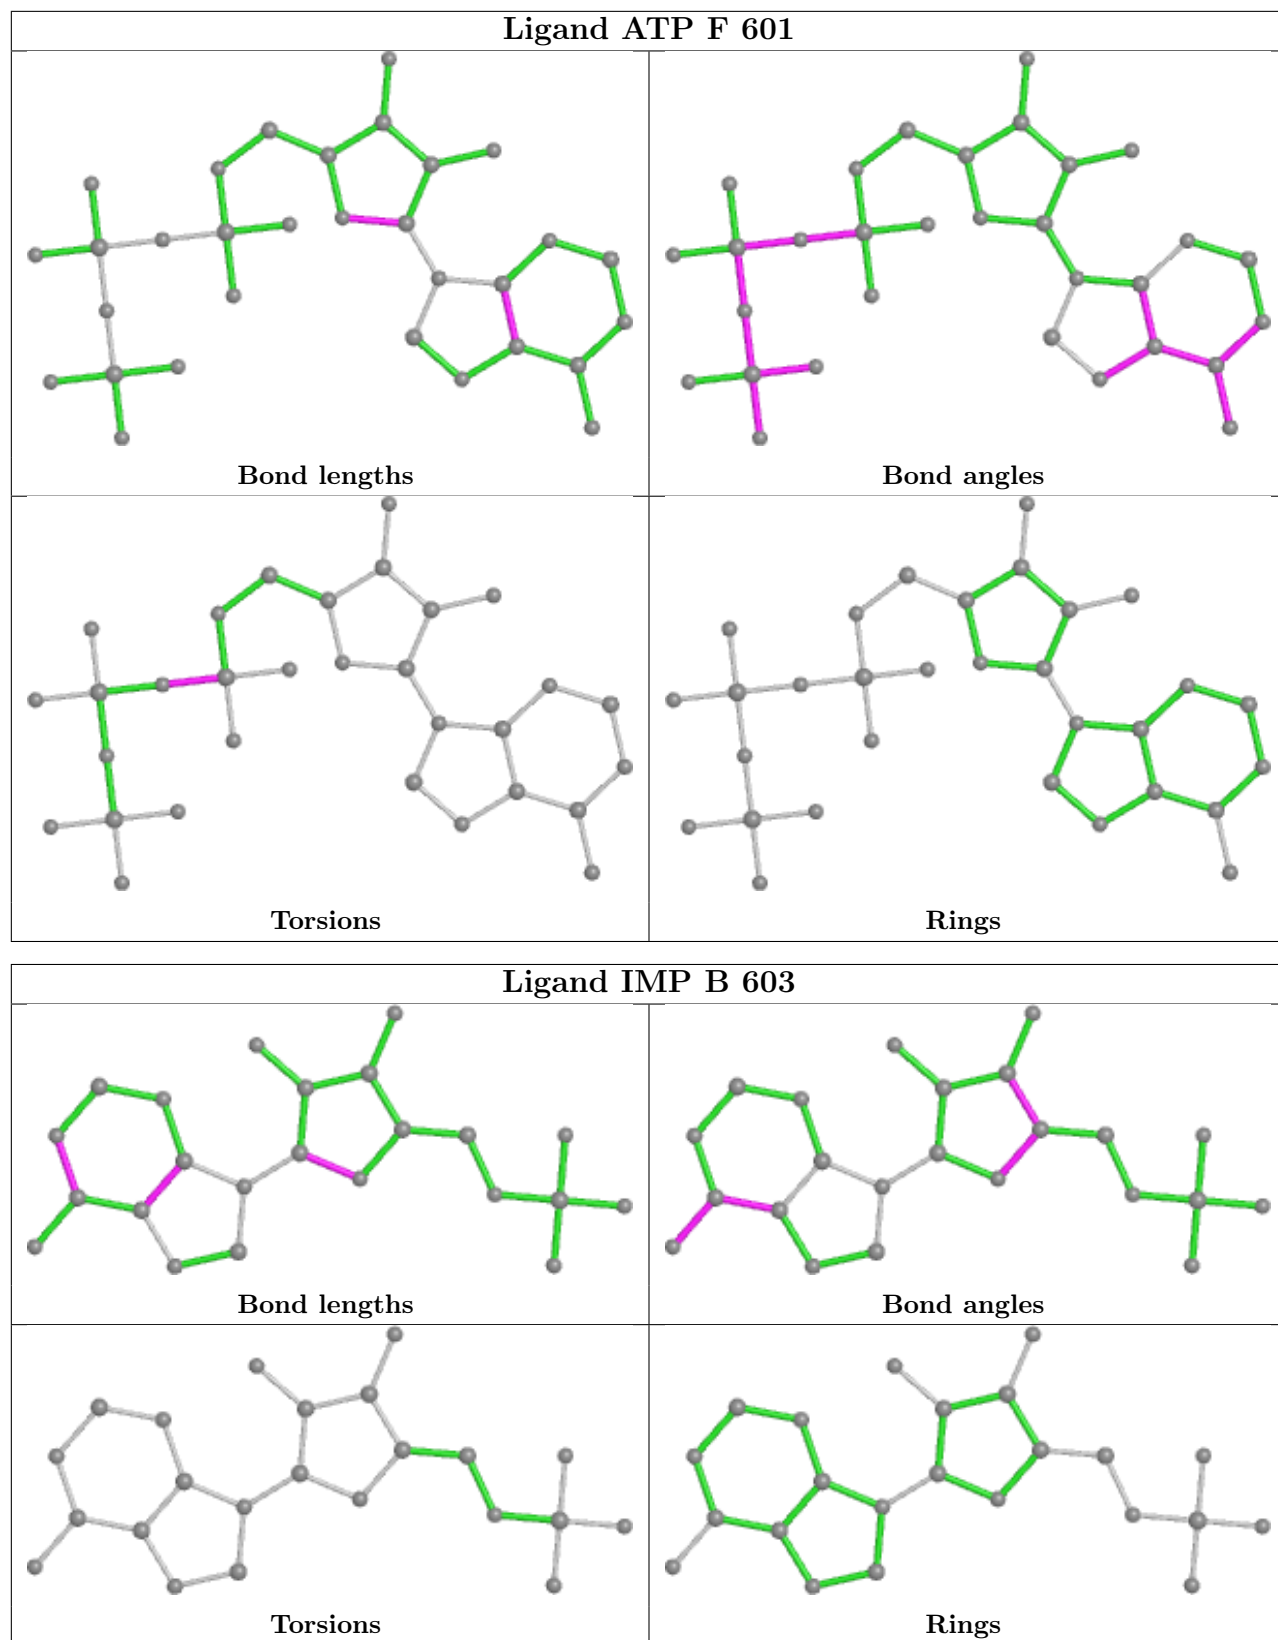 Ligand ATP F 601
Bond lengths
Bond angles
Torsions
Rings
Ligand IMP B 603
Bond lengths
Bond angles
Torsions
Rings